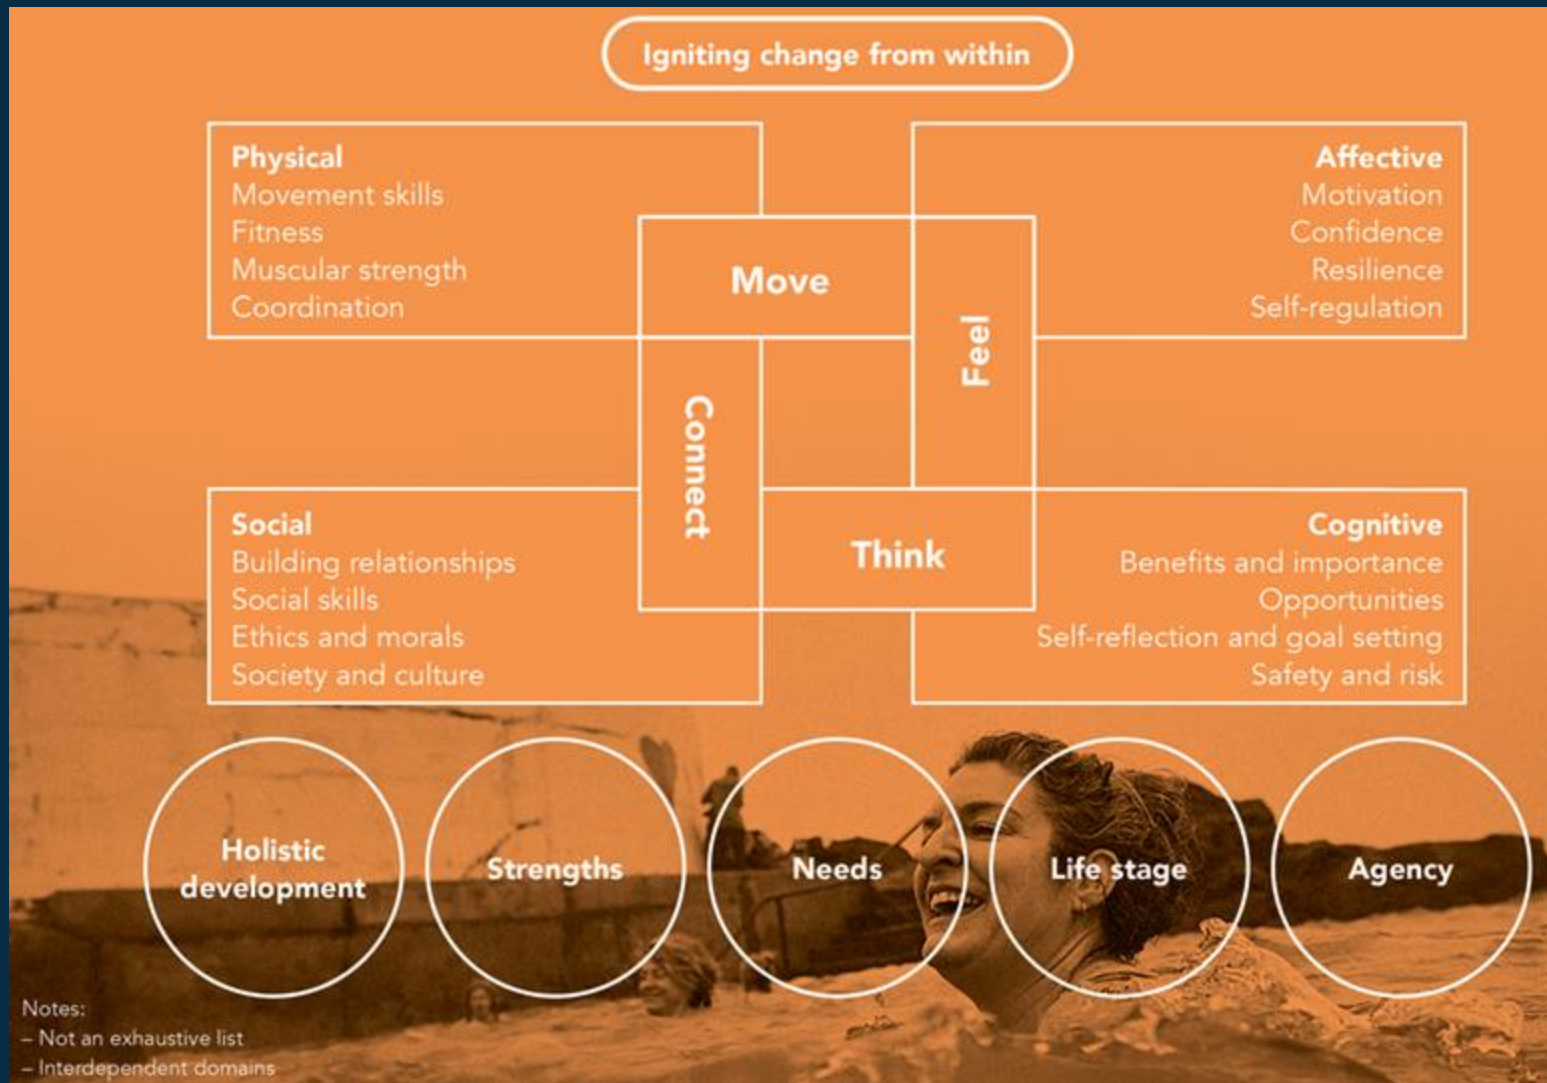 Igniting change from within
Physical
Movement skills
Fitness
Muscular strength
Coordination
Affective
Motivation
Confidence
Resilience
Self-regulation
Move
Feel
Connect
Think
Social
Building relationships
Social skills
Ethics and morals
Society and culture
Cognitive
Benefits and importance
Opportunities
Self-reflection and goal setting
Safety and risk
Holistic
development
Strengths
Needs
Life stage
Agency
Notes:
– Not an exhaustive list
– Interdependent domains